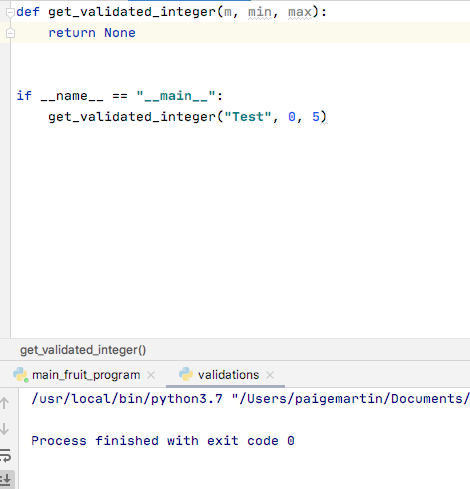 def get_validated_integer(m, min, max):
    return None
if __name__ == "__main__":
    get_validated_integer("Test", 0, 5)
get_validated_integer()
main_fruit_program × validations ×
/usr/local/bin/python3.7 "/Users/paigemartin/Documents/
Process finished with exit code 0